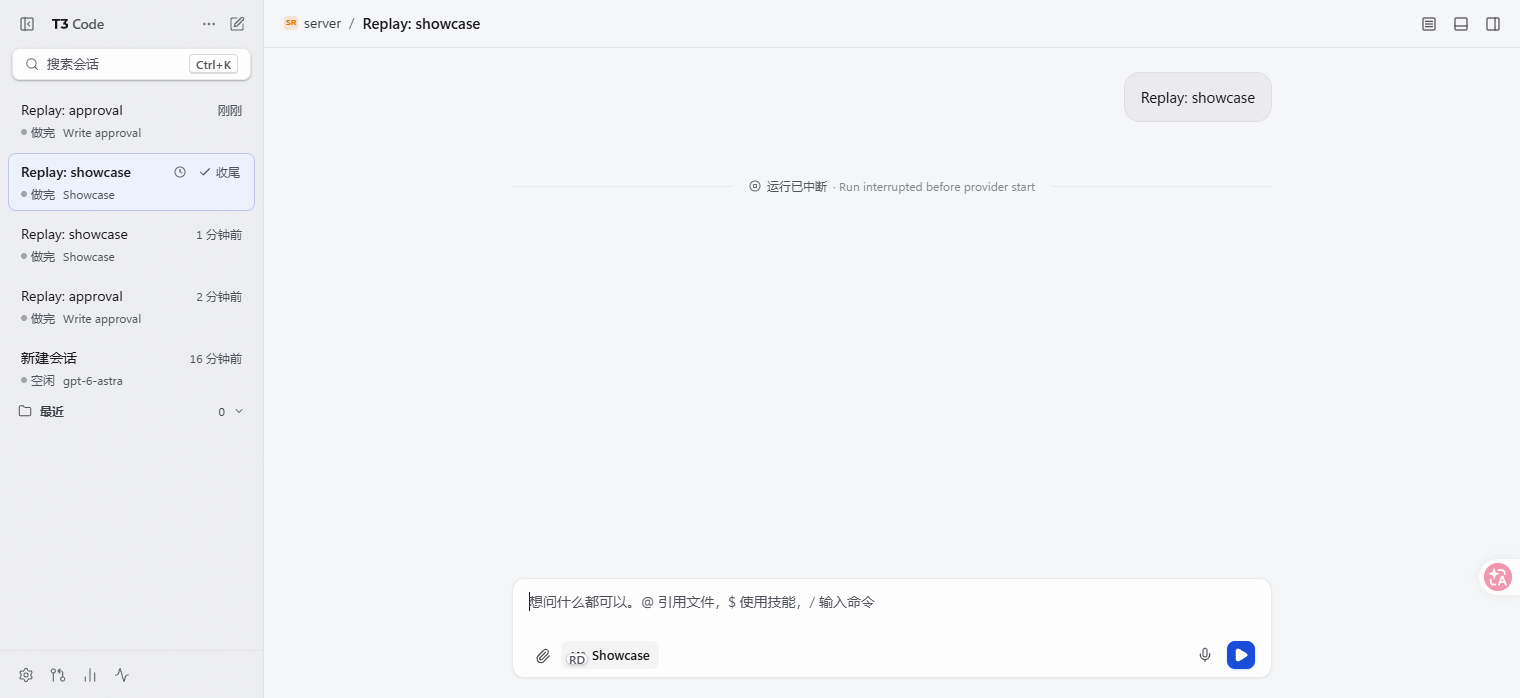 T3 Code
搜索会话 Ctrl+K
Replay: approval 刚刚
做完 Write approval
Replay: showcase 收尾
做完 Showcase
Replay: showcase 1 分钟前
做完 Showcase
Replay: approval 2 分钟前
做完 Write approval
新建会话 16 分钟前
空闲 gpt-6-astra
最近 0
SR server / Replay: showcase
Replay: showcase
运行已中断 · Run interrupted before provider start
想问什么都可以。@ 引用文件，$ 使用技能，/ 输入命令
RD Showcase